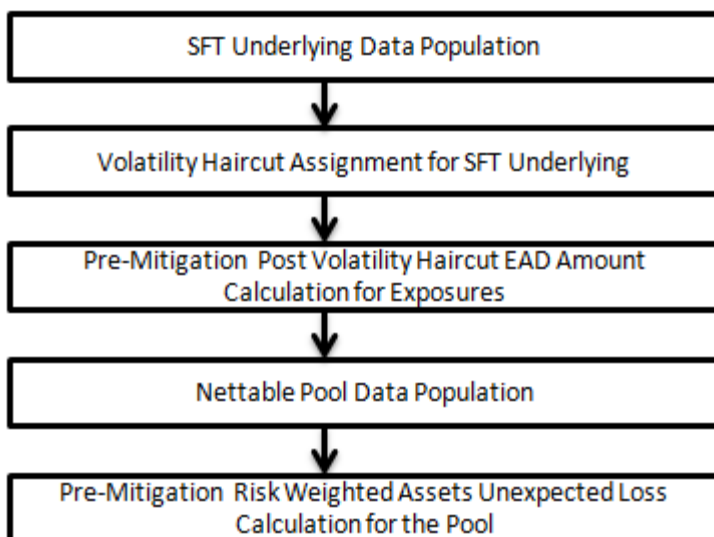 SFT Underlying Data Population
Volatility Haircut Assignment for SFT Underlying
Pre-Mitigation Post Volatility Haircut EAD Amount
Calculation for Exposures
Nettable Pool Data Population
Pre-Mitigation Risk Weighted Assets Unexpected Loss
Calculation for the Pool